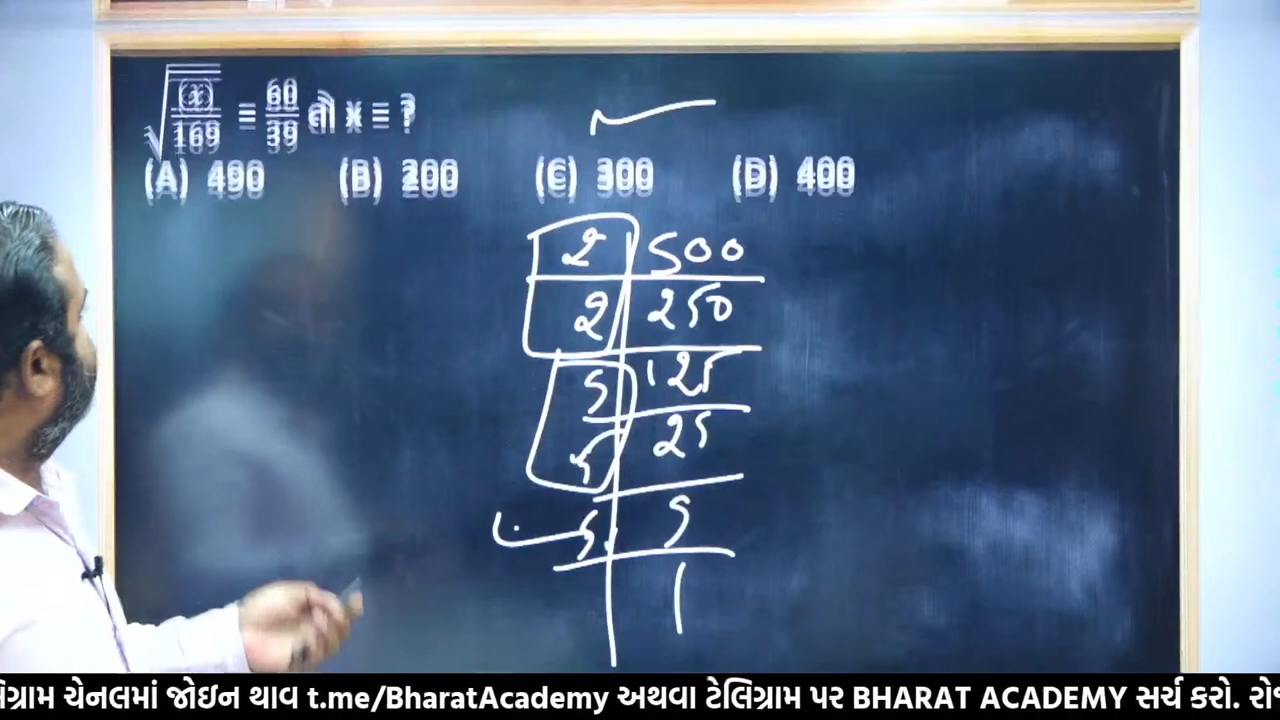 √((x)/169) = 60/39 तो x = ?
(A) 490 (B) 200 (C) 300 (D) 400
2 500
2 250
5 125
5 25
5 5
1
ગ્રામ ચેનલમાં જોઇન થાવ t.me/BharatAcademy અથવા ટેલિગ્રામ પર BHARAT ACADEMY સર્ચ કરો.